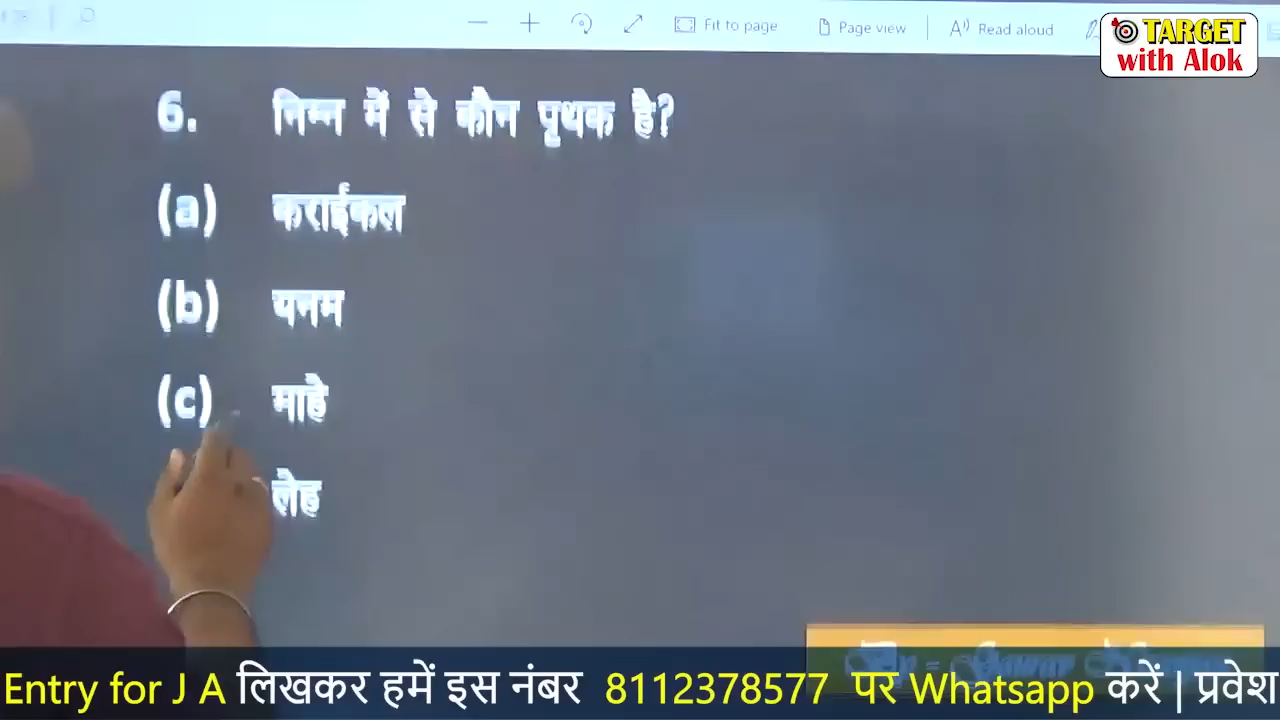 Fit to page
Page view
Read aloud
TARGET
with Alok
6. निम्न में से कौन पृथक है?
(a) कराईकल
(b) यनम
(c) माहे
लेह
Entry for J A लिखकर हमें इस नंबर 8112378577 पर Whatsapp करें | प्रवेश